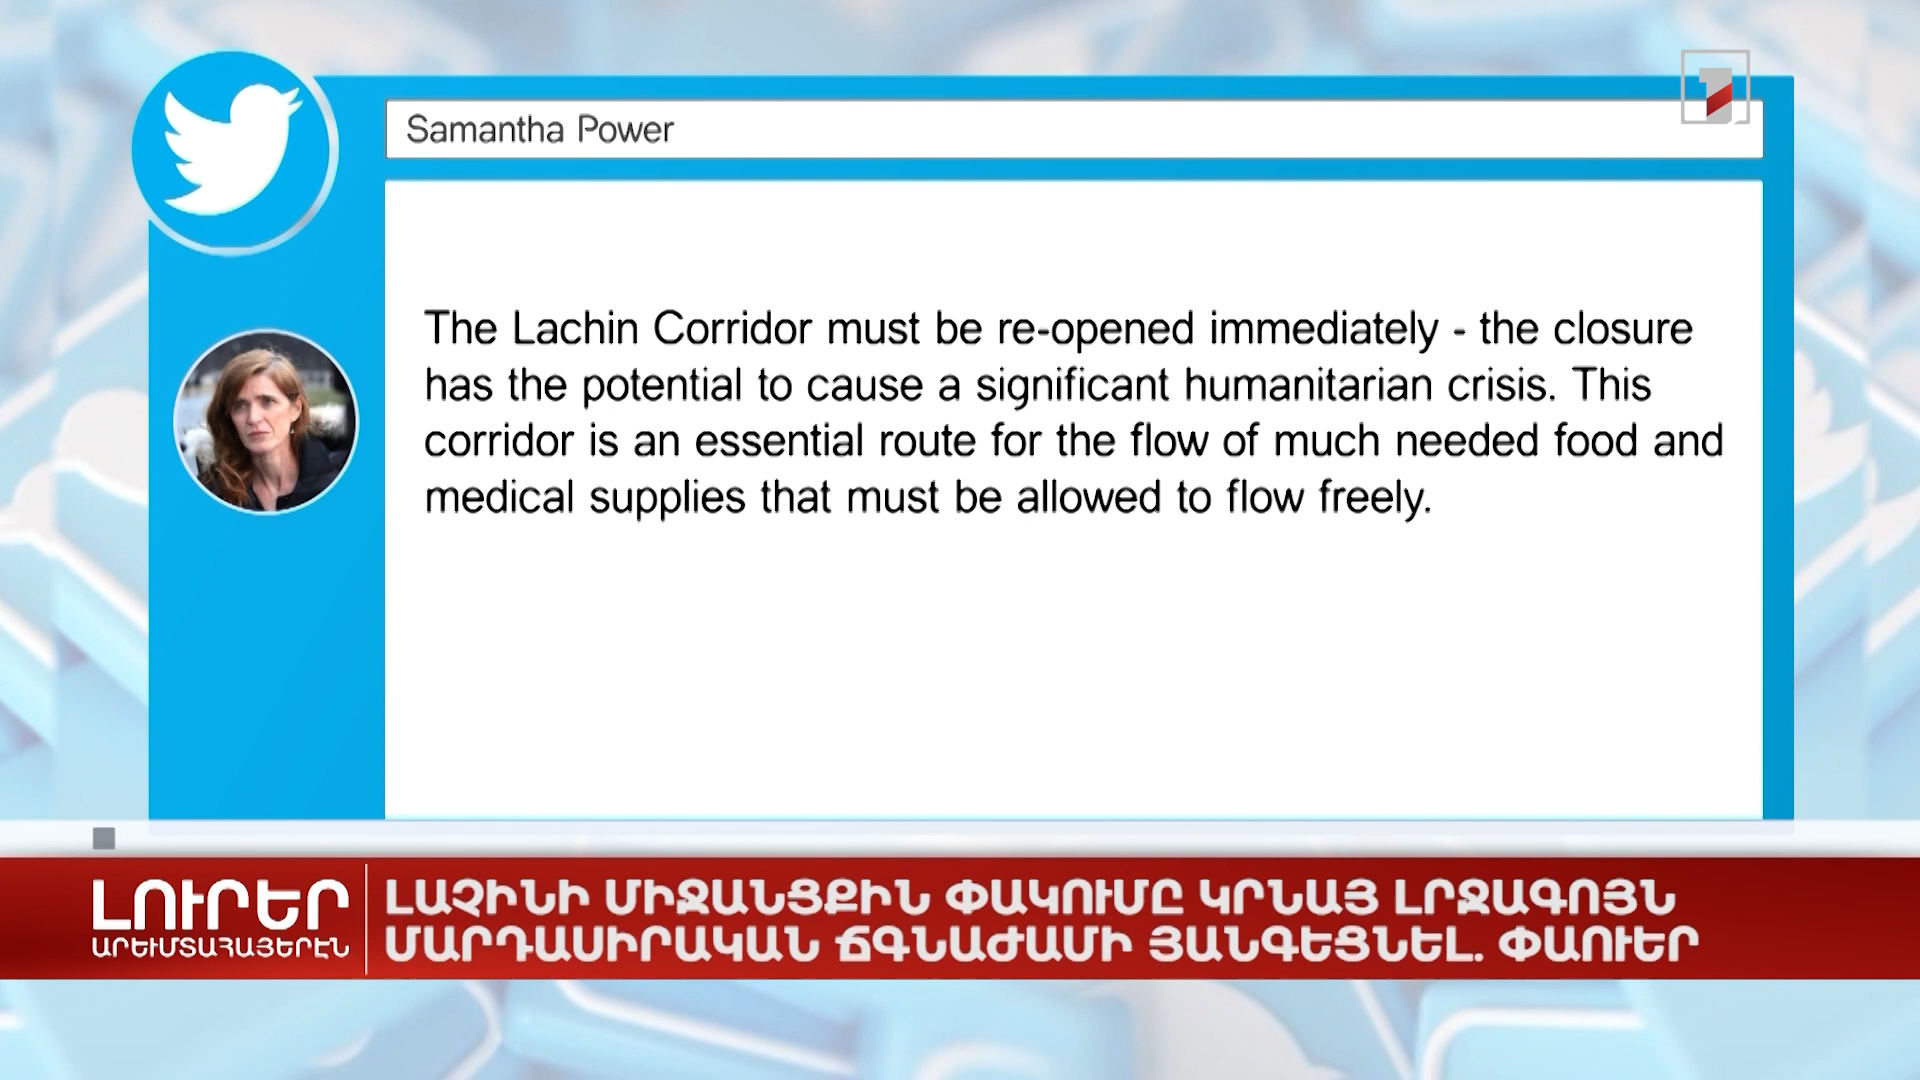 Samantha Power
The Lachin Corridor must be re-opened immediately - the closure
has the potential to cause a significant humanitarian crisis. This
corridor is an essential route for the flow of much needed food and
medical supplies that must be allowed to flow freely.
ԼՈՒՐԵՐ
ԱՐԵՒՄՏԱՀԱՅԵՐԷՆ
ԼԱՉԻՆԻ ՄԻՋԱՆՑՔԻՆ ՓԱԿՈՒՄԸ ԿՐՆԱՅ ԼՐՋԱԳՈՅՆ
ՄԱՐԴԱՍԻՐԱԿԱՆ ՃԳՆԱԺԱՄԻ ՅԱՆԳԵՑՆԵԼ. ՓԱՈՒԵՐ